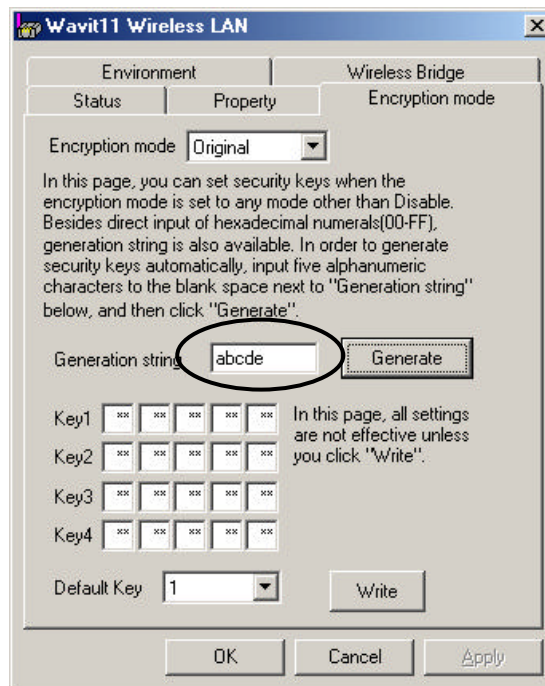 Wavit11 Wireless LAN
Environment
Wireless Bridge
Status
Property
Encryption mode
Encryption mode
Original
In this page, you can set security keys when the
encryption mode is set to any mode other than Disable.
Besides direct input of hexadecimal numerals(00-FF),
generation string is also available. In order to generate
security keys automatically, input five alphanumeric
characters to the blank space next to "Generation string"
below, and then click "Generate".
Generation string
abcde
Generate
Key1 ** ** ** ** **
Key2 ** ** ** ** **
Key3 ** ** ** ** **
Key4 ** ** ** ** **
In this page, all settings
are not effective unless
you click "Write".
Default Key
1
Write
OK
Cancel
Apply